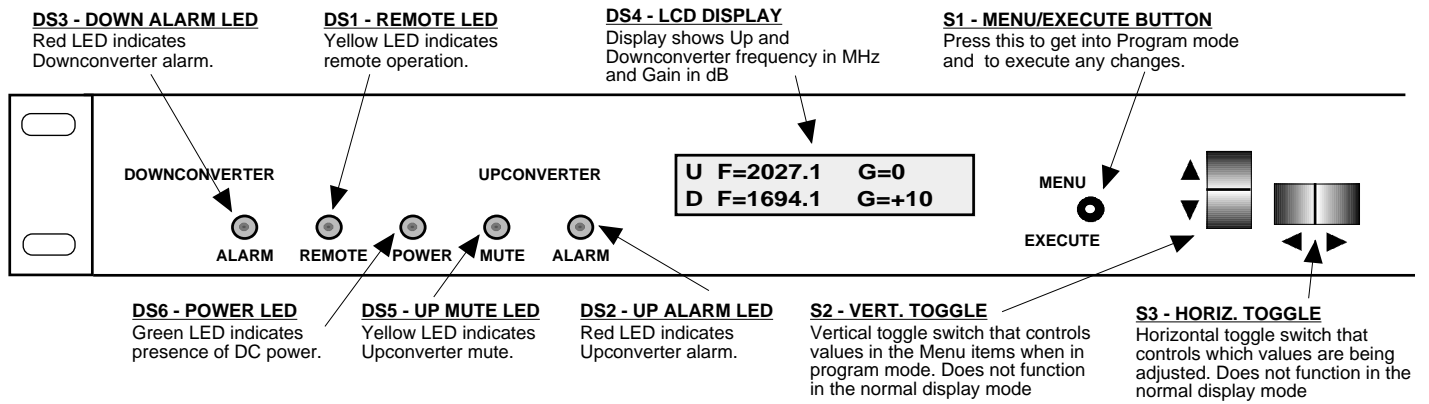 DS3 - DOWN ALARM LED
Red LED indicates
Downconverter alarm.
DS1 - REMOTE LED
Yellow LED indicates
remote operation.
DS4 - LCD DISPLAY
Display shows Up and
Downconverter frequency in MHz
and Gain in dB
S1 - MENU/EXECUTE BUTTON
Press this to get into Program mode
and to execute any changes.
DOWNCONVERTER
UPCONVERTER
U F=2027.1 G=0
D F=1694.1 G=+10
MENU
EXECUTE
ALARM
REMOTE
POWER
MUTE
ALARM
DS6 - POWER LED
Green LED indicates
presence of DC power.
DS5 - UP MUTE LED
Yellow LED indicates
Upconverter mute.
DS2 - UP ALARM LED
Red LED indicates
Upconverter alarm.
S2 - VERT. TOGGLE
Vertical toggle switch that controls
values in the Menu items when in
program mode. Does not function
in the normal display mode
S3 - HORIZ. TOGGLE
Horizontal toggle switch that
controls which values are being
adjusted. Does not function in the
normal display mode